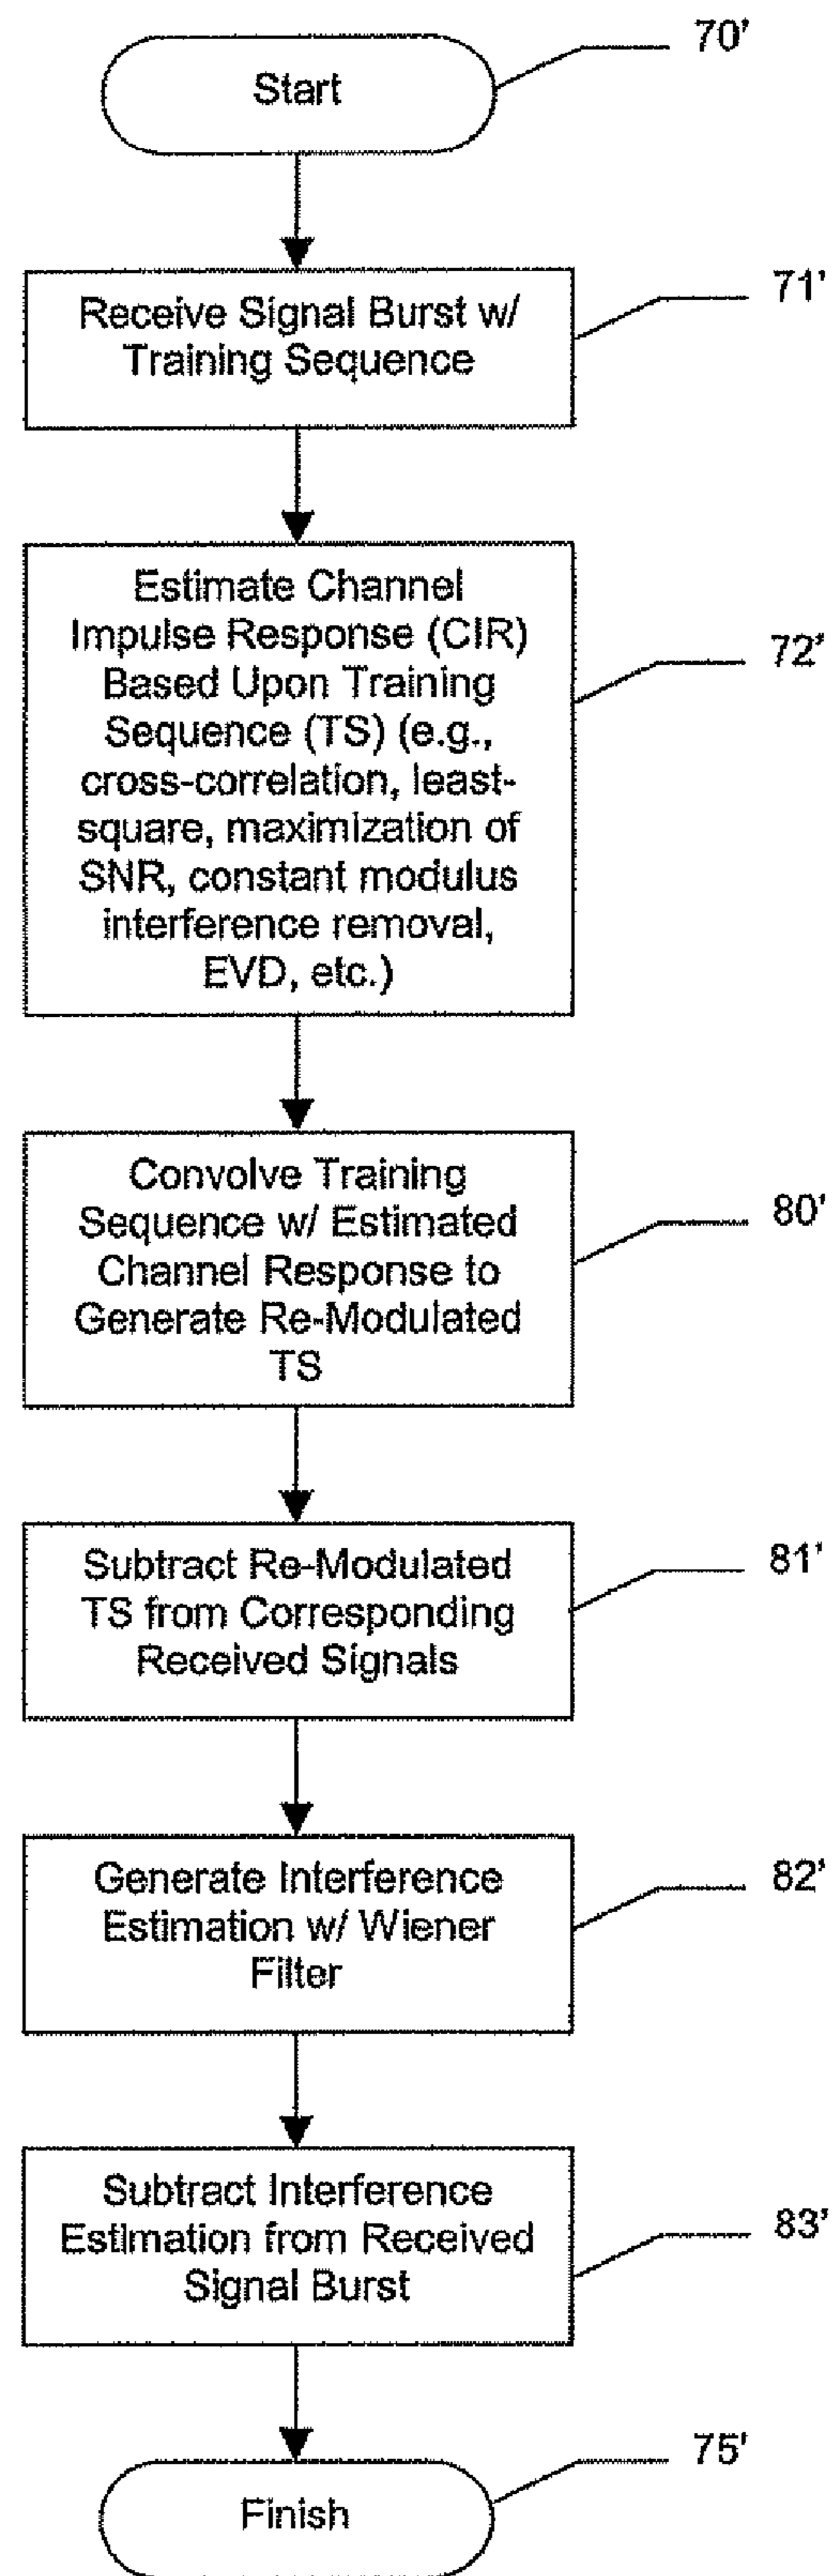 70'
Start
71'
Receive Signal Burst w/
Training Sequence
72'
Estimate Channel
Impulse Response (CIR)
Based Upon Training
Sequence (TS) (e.g.,
cross-correlation, least-
square, maximization of
SNR, constant modulus
interference removal,
EVD, etc.)
80'
Convolve Training
Sequence w/ Estimated
Channel Response to
Generate Re-Modulated
TS
81'
Subtract Re-Modulated
TS from Corresponding
Received Signals
82'
Generate Interference
Estimation w/ Wiener
Filter
83'
Subtract Interference
Estimation from Received
Signal Burst
75'
Finish